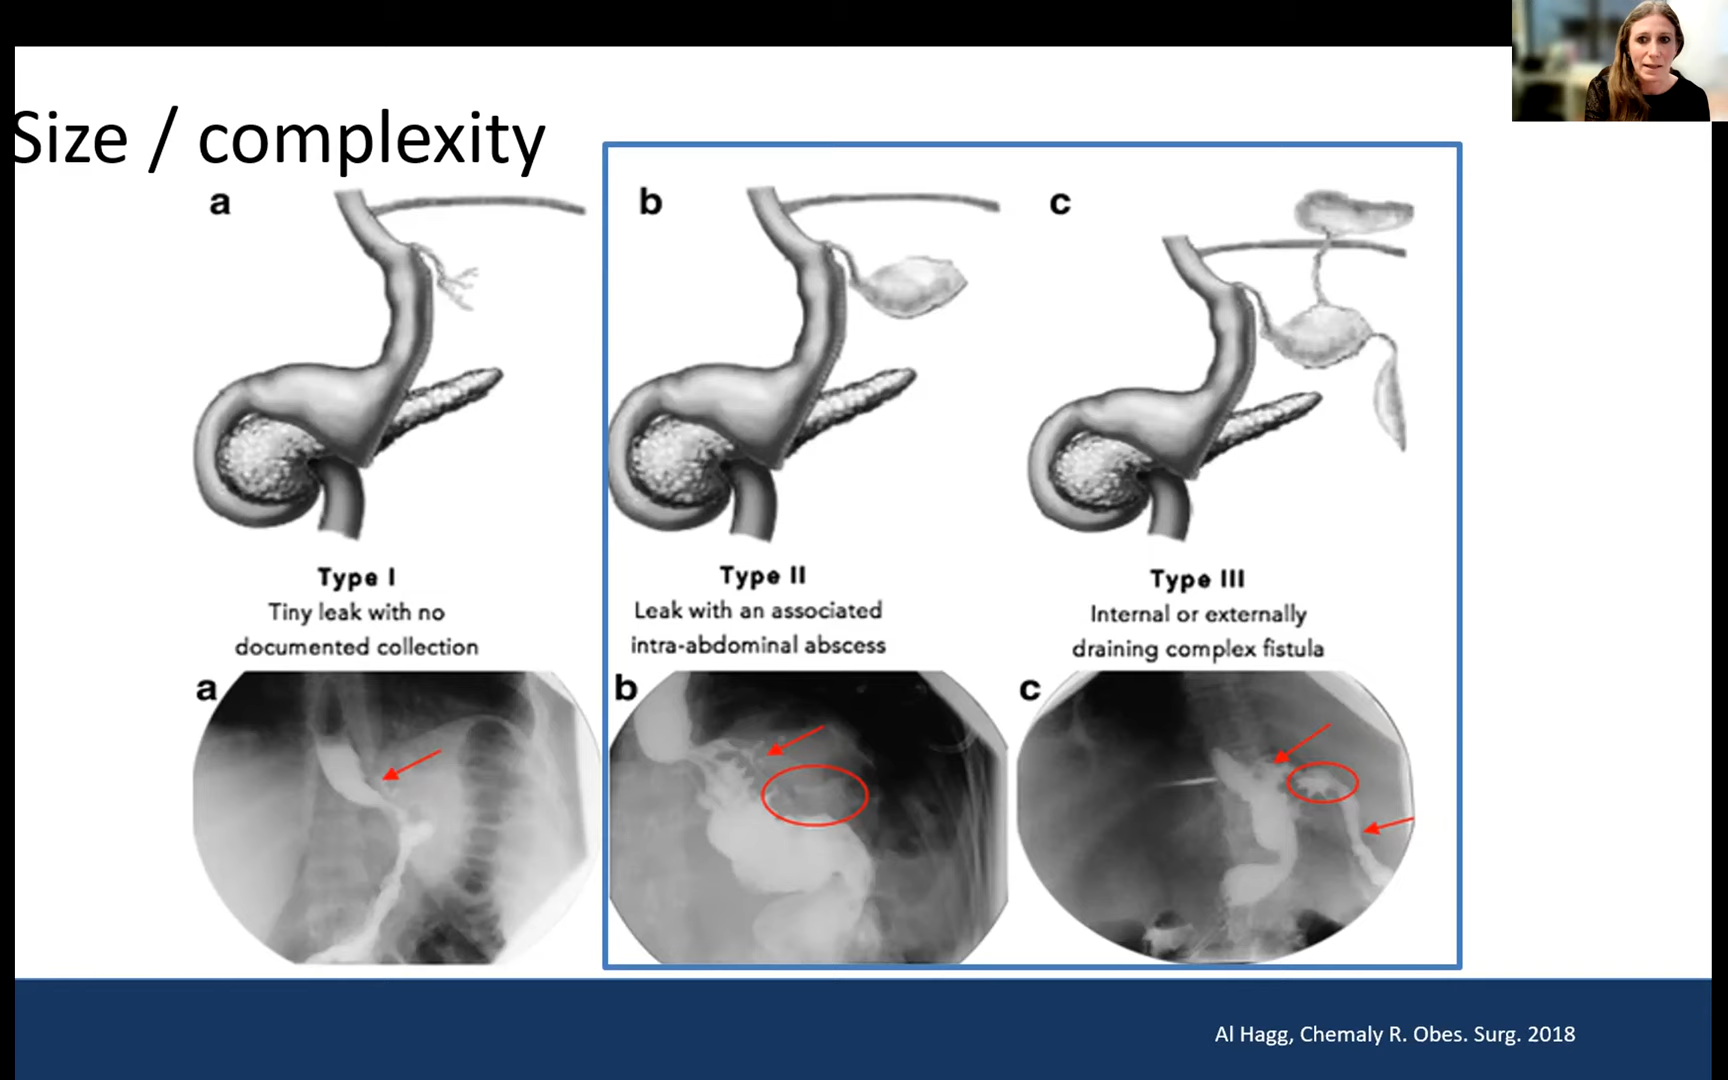 Size / complexity
a
b
c
Type I
Tiny leak with no
documented collection
Type II
Leak with an associated
intra-abdominal abscess
Type III
Internal or externally
draining complex fistula
a
b
c
Al Hagg, Chemaly R. Obes. Surg. 2018